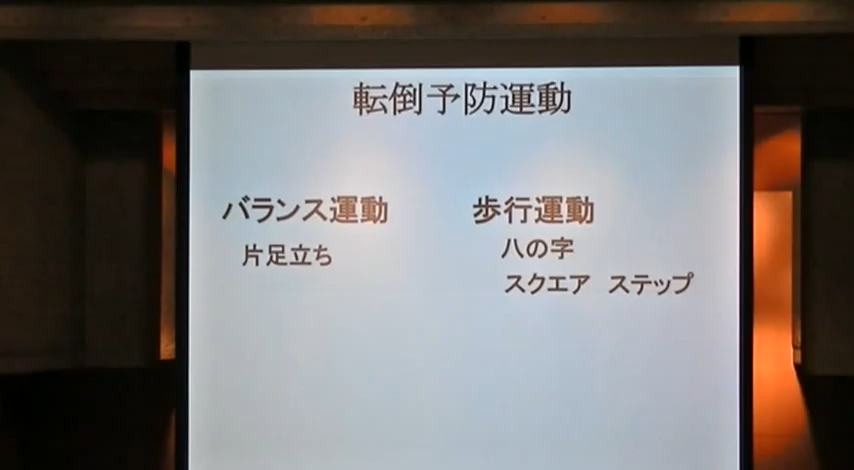 転倒予防運動
バランス運動
片足立ち
歩行運動
八の字
スクエア　ステップ